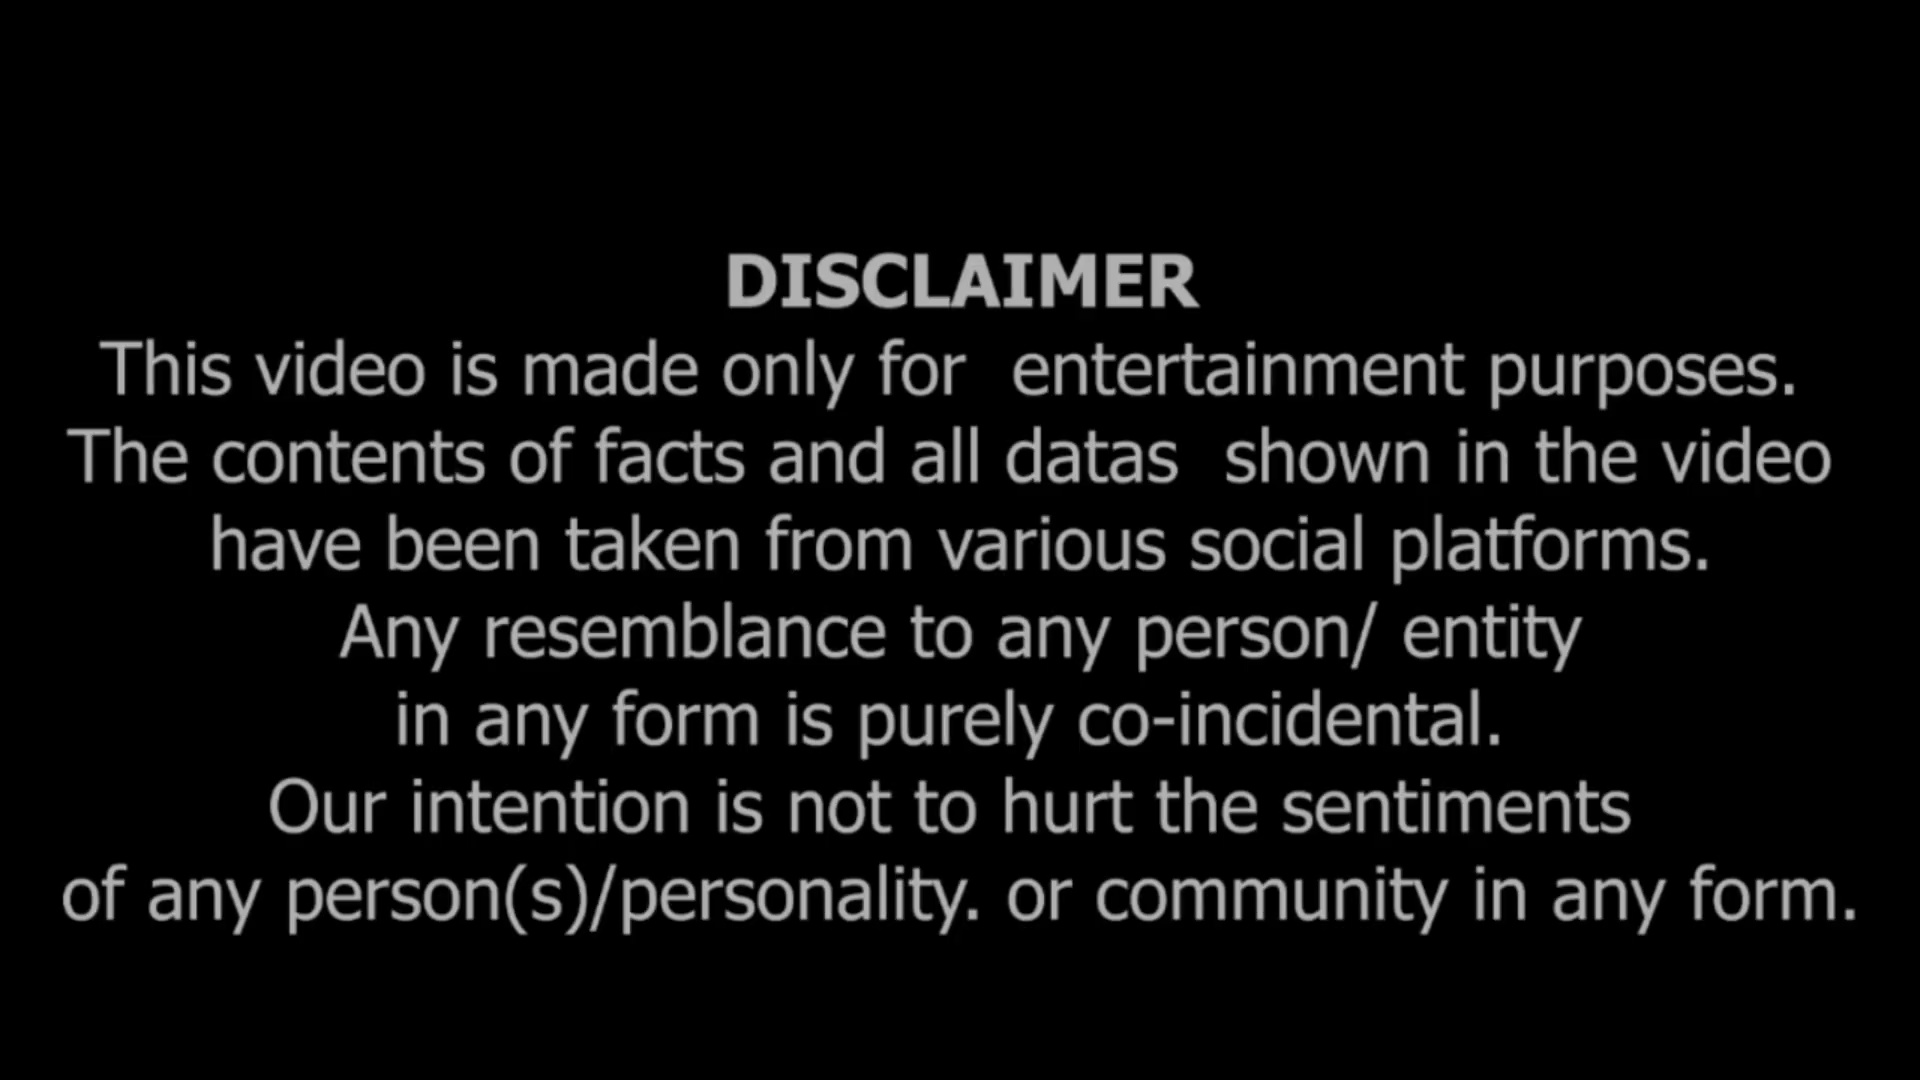 DISCLAIMER
This video is made only for  entertainment purposes.
The contents of facts and all datas  shown in the video
have been taken from various social platforms.
Any resemblance to any person/ entity
in any form is purely co-incidental.
Our intention is not to hurt the sentiments
of any person(s)/personality. or community in any form.